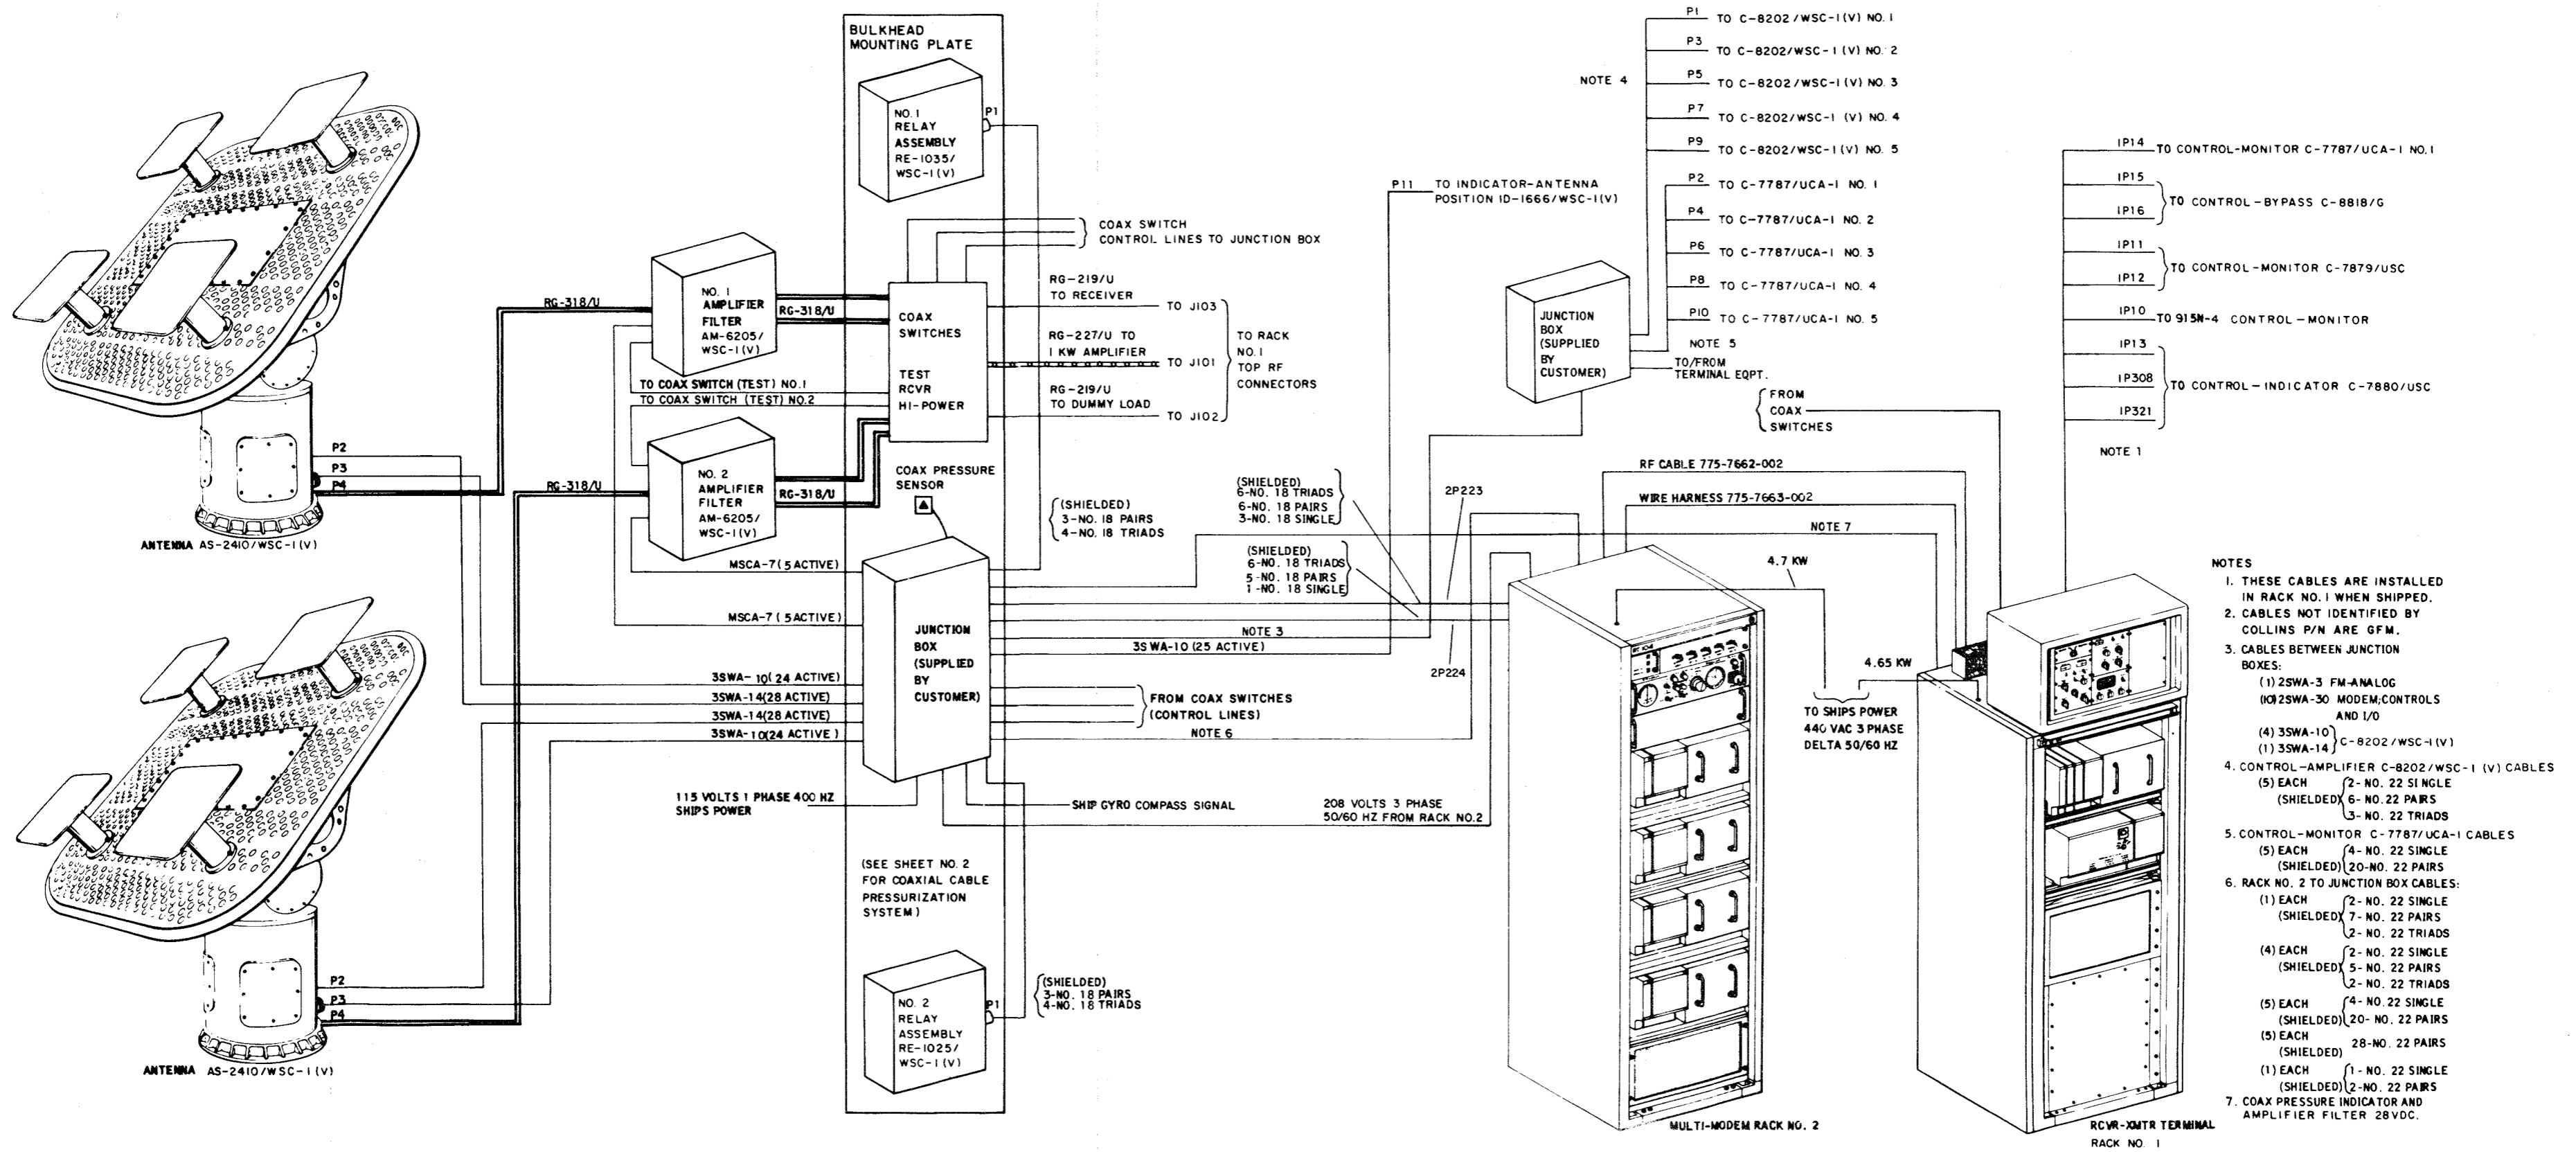 BULKHEAD
MOUNTING PLATE
NO. 1
RELAY
ASSEMBLY
RE-1035/
WSC-1(V)
P1
COAX SWITCH
CONTROL LINES TO JUNCTION BOX
NO. 1
AMPLIFIER
FILTER
AM-6205/
WSC-1(V)
RG-318/U
RG-318/U
COAX
SWITCHES
TEST
RCVR
HI-POWER
RG-219/U
TO RECEIVER
TO J103
RG-227/U TO
1 KW AMPLIFIER
TO J101
RG-219/U
TO DUMMY LOAD
TO J102
TO RACK
NO.1
TOP RF
CONNECTORS
TO COAX SWITCH (TEST) NO.1
TO COAX SWITCH (TEST) NO.2
NO. 2
AMPLIFIER
FILTER
AM-6205/
WSC-1(V)
RG-318/U
RG-318/U
P2
P3
P4
ANTENNA AS-2410/WSC-1(V)
COAX PRESSURE
SENSOR
(SHIELDED)
3-NO. 18 PAIRS
4-NO. 18 TRIADS
MSCA-7 (5 ACTIVE)
MSCA-7 (5ACTIVE)
3SWA-10(24 ACTIVE)
3SWA-14(28 ACTIVE)
3SWA-14(28 ACTIVE)
3SWA-10(24 ACTIVE)
JUNCTION
BOX
(SUPPLIED
BY
CUSTOMER)
115 VOLTS 1 PHASE 400 HZ
SHIPS POWER
SHIP GYRO COMPASS SIGNAL
208 VOLTS 3 PHASE
50/60 HZ FROM RACK NO.2
FROM COAX SWITCHES
(CONTROL LINES)
NOTE 6
NOTE 3
3SWA-10 (25 ACTIVE)
(SHIELDED)
6-NO. 18 TRIADS
6-NO. 18 PAIRS
3-NO. 18 SINGLE
(SHIELDED)
6-NO. 18 TRIADS
5-NO. 18 PAIRS
1-NO. 18 SINGLE
2P223
2P224
(SEE SHEET NO. 2
FOR COAXIAL CABLE
PRESSURIZATION
SYSTEM)
NO. 2
RELAY
ASSEMBLY
RE-1025/
WSC-1(V)
P1
(SHIELDED)
3-NO. 18 PAIRS
4-NO. 18 TRIADS
P2
P3
P4
ANTENNA AS-2410/WSC-1(V)
P11 TO INDICATOR-ANTENNA
POSITION ID-1666/WSC-1(V)
NOTE 4
P1 TO C-8202/WSC-1(V) NO. 1
P3 TO C-8202/WSC-1(V) NO. 2
P5 TO C-8202/WSC-1(V) NO. 3
P7 TO C-8202/WSC-1 (V) NO. 4
P9 TO C-8202/WSC-1(V) NO. 5
P2 TO C-7787/UCA-1 NO. 1
P4 TO C-7787/UCA-1 NO. 2
P6 TO C-7787/UCA-1 NO. 3
P8 TO C-7787/UCA-1 NO. 4
P10 TO C-7787/UCA-1 NO. 5
NOTE 5
TO/FROM
TERMINAL EQPT.
JUNCTION
BOX
(SUPPLIED
BY
CUSTOMER)
FROM
COAX
SWITCHES
RF CABLE 775-7662-002
WIRE HARNESS 775-7663-002
NOTE 7
4.7 KW
4.65 KW
TO SHIPS POWER
440 VAC 3 PHASE
DELTA 50/60 HZ
MULTI-MODEM RACK NO. 2
1P14 TO CONTROL-MONITOR C-7787/UCA-1 NO.1
1P15
1P16
TO CONTROL-BYPASS C-8818/G
1P11
1P12
TO CONTROL-MONITOR C-7879/USC
1P10 TO 915N-4 CONTROL-MONITOR
1P13
1P308
1P321
TO CONTROL-INDICATOR C-7880/USC
NOTE 1
RCVR-XMTR TERMINAL
RACK NO. 1
NOTES
1. THESE CABLES ARE INSTALLED
IN RACK NO. 1 WHEN SHIPPED.
2. CABLES NOT IDENTIFIED BY
COLLINS P/N ARE GFM.
3. CABLES BETWEEN JUNCTION
BOXES:
(1) 2SWA-3 FM-ANALOG
(10) 2SWA-30 MODEM;CONTROLS
AND I/O
(4) 3SWA-10
(1) 3SWA-14
C-8202/WSC-1(V)
4. CONTROL-AMPLIFIER C-8202/WSC-1 (V) CABLES
(5) EACH 2-NO. 22 SINGLE
(SHIELDED) 6-NO. 22 PAIRS
3-NO. 22 TRIADS
5. CONTROL-MONITOR C-7787/UCA-1 CABLES
(5) EACH 4-NO. 22 SINGLE
(SHIELDED) 20-NO. 22 PAIRS
6. RACK NO. 2 TO JUNCTION BOX CABLES:
(1) EACH 2-NO. 22 SINGLE
(SHIELDED) 7-NO. 22 PAIRS
2-NO. 22 TRIADS
(4) EACH 2-NO. 22 SINGLE
(SHIELDED) 5-NO. 22 PAIRS
2-NO. 22 TRIADS
(5) EACH 4-NO. 22 SINGLE
(SHIELDED) 20-NO. 22 PAIRS
(5) EACH
(SHIELDED) 28-NO. 22 PAIRS
(1) EACH 1-NO. 22 SINGLE
(SHIELDED) 2-NO. 22 PAIRS
7. COAX PRESSURE INDICATOR AND
AMPLIFIER FILTER 28VDC.